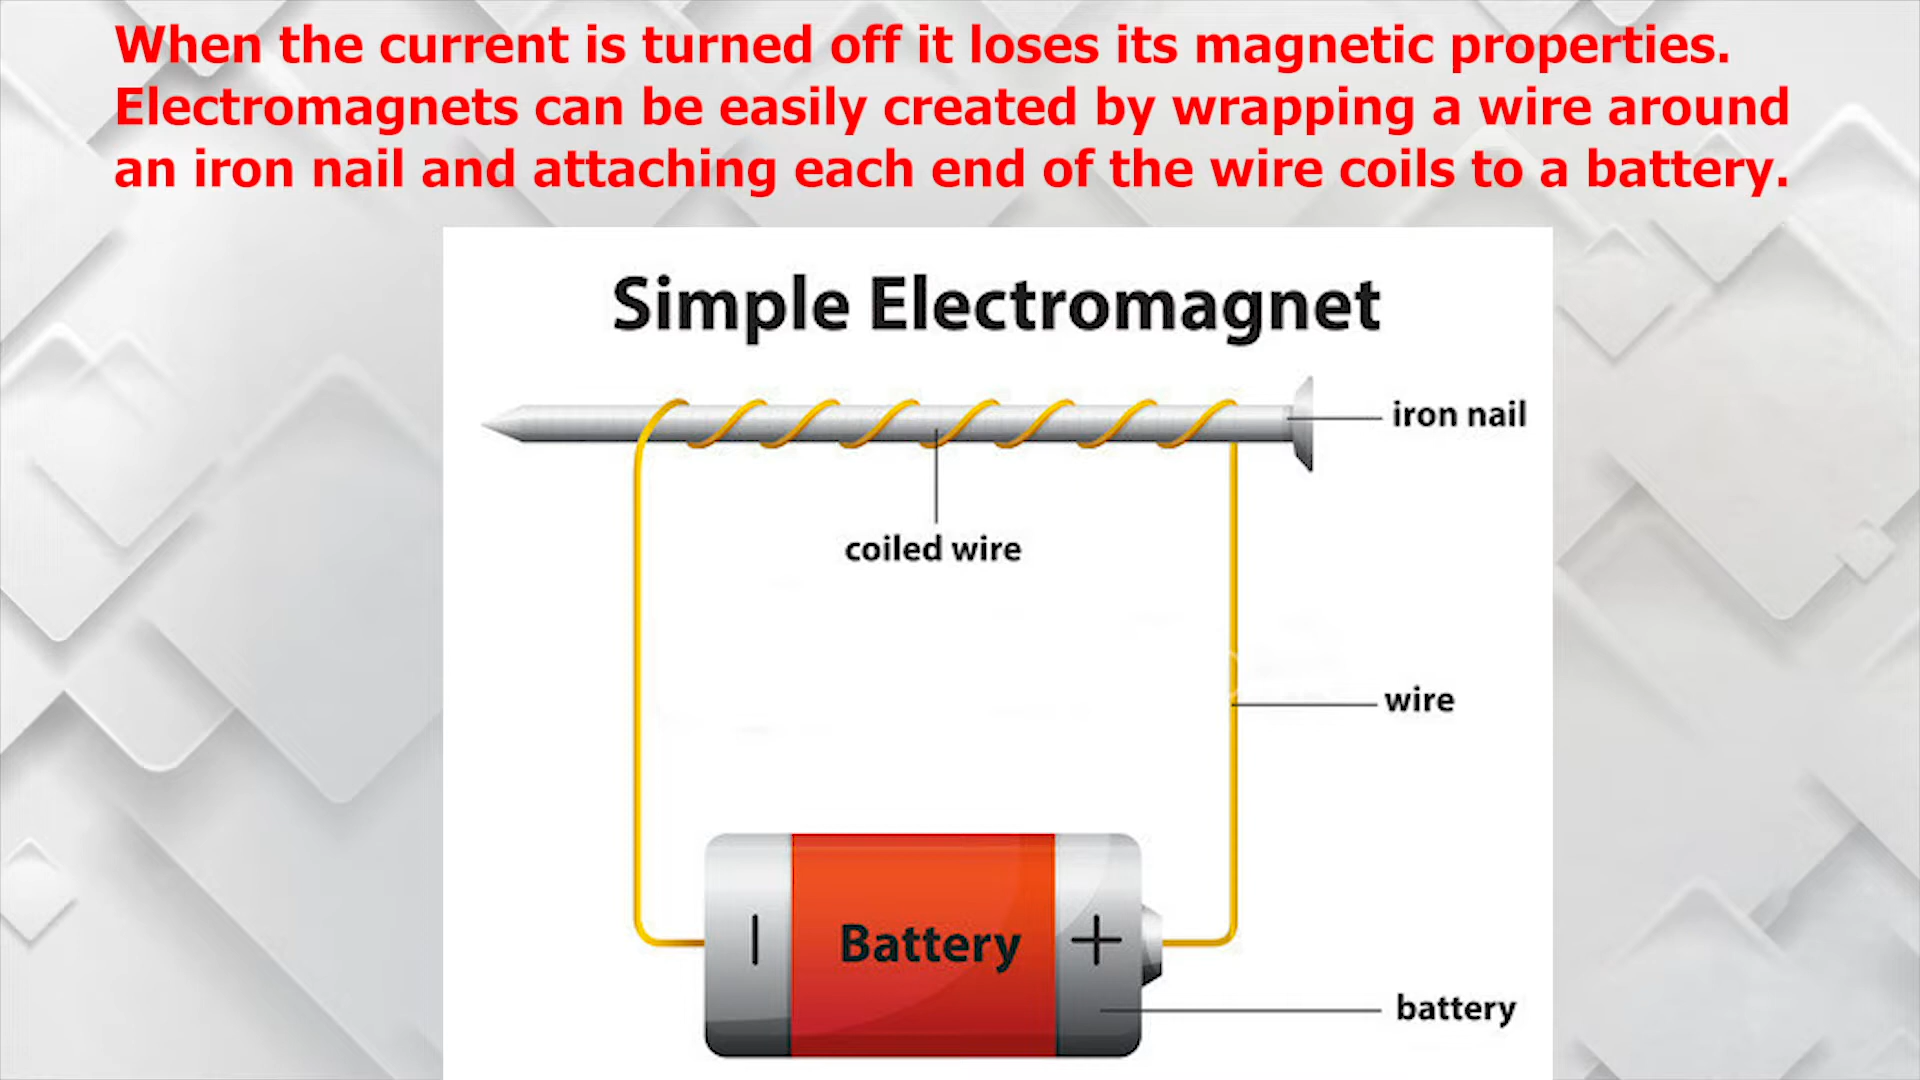 When the current is turned off it loses its magnetic properties.
Electromagnets can be easily created by wrapping a wire around
an iron nail and attaching each end of the wire coils to a battery.
Simple Electromagnet
iron nail
coiled wire
wire
Battery
+
battery